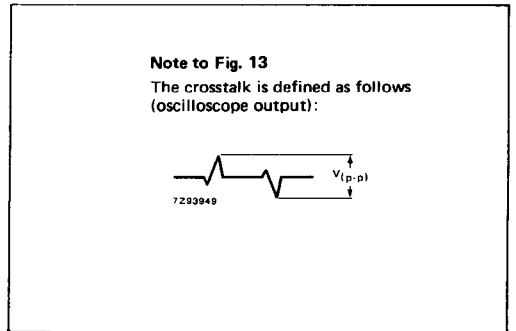 Note to Fig. 13
The crosstalk is defined as follows
(oscilloscope output):
V(p-p)
7Z93949